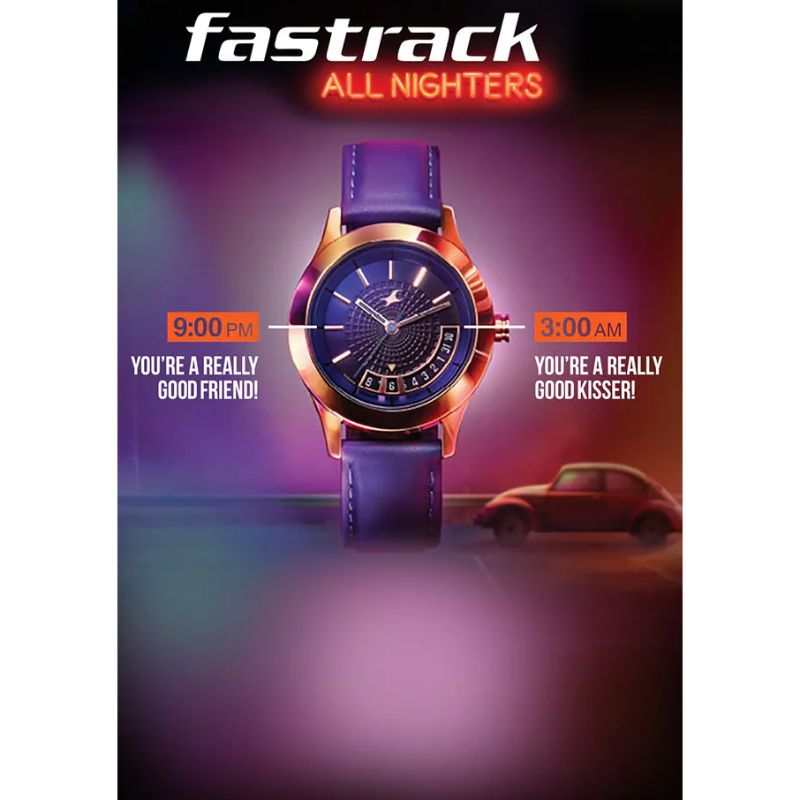 fastrack
ALL NIGHTERS
9:00 PM
YOU'RE A REALLY
GOOD FRIEND!
3:00 AM
YOU'RE A REALLY
GOOD KISSER!